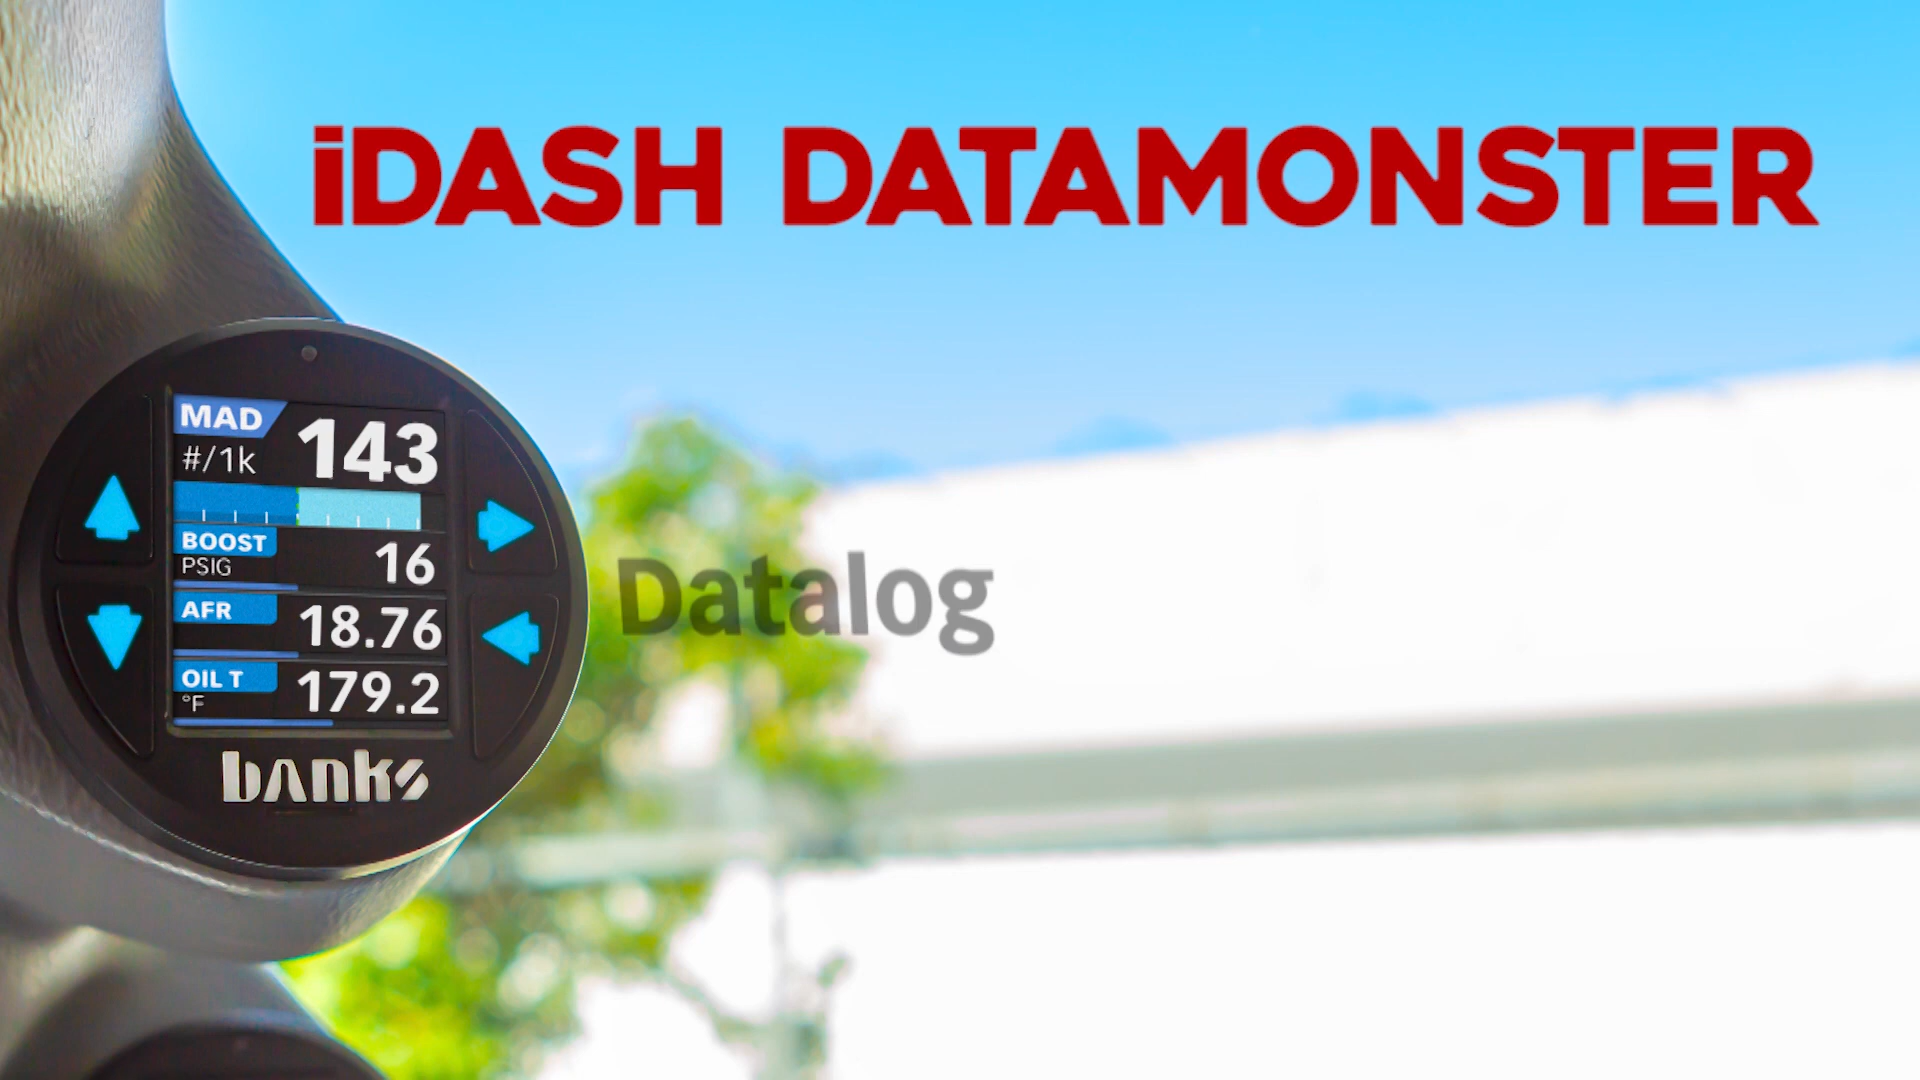 iDASH DATAMONSTER
MAD
#/1k
143
BOOST
PSIG
16
AFR
18.76
OIL T
°F
179.2
banks
Datalog